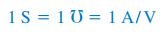 1 S = 1 ℧ = 1 A/V